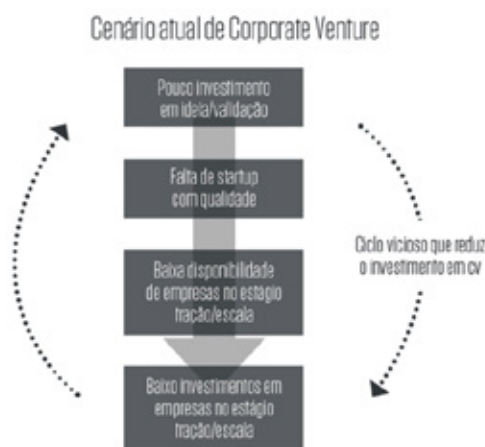 Cenário atual de Corporate Venture
Pouco investimento
em ideia/validação
Falta de startup
com qualidade
Baixa disponibilidade
de empresas no estágio
tração/escala
Baixo investimentos em
empresas no estágio
tração/escala
Ciclo vicioso que reduz
o investimento em cv